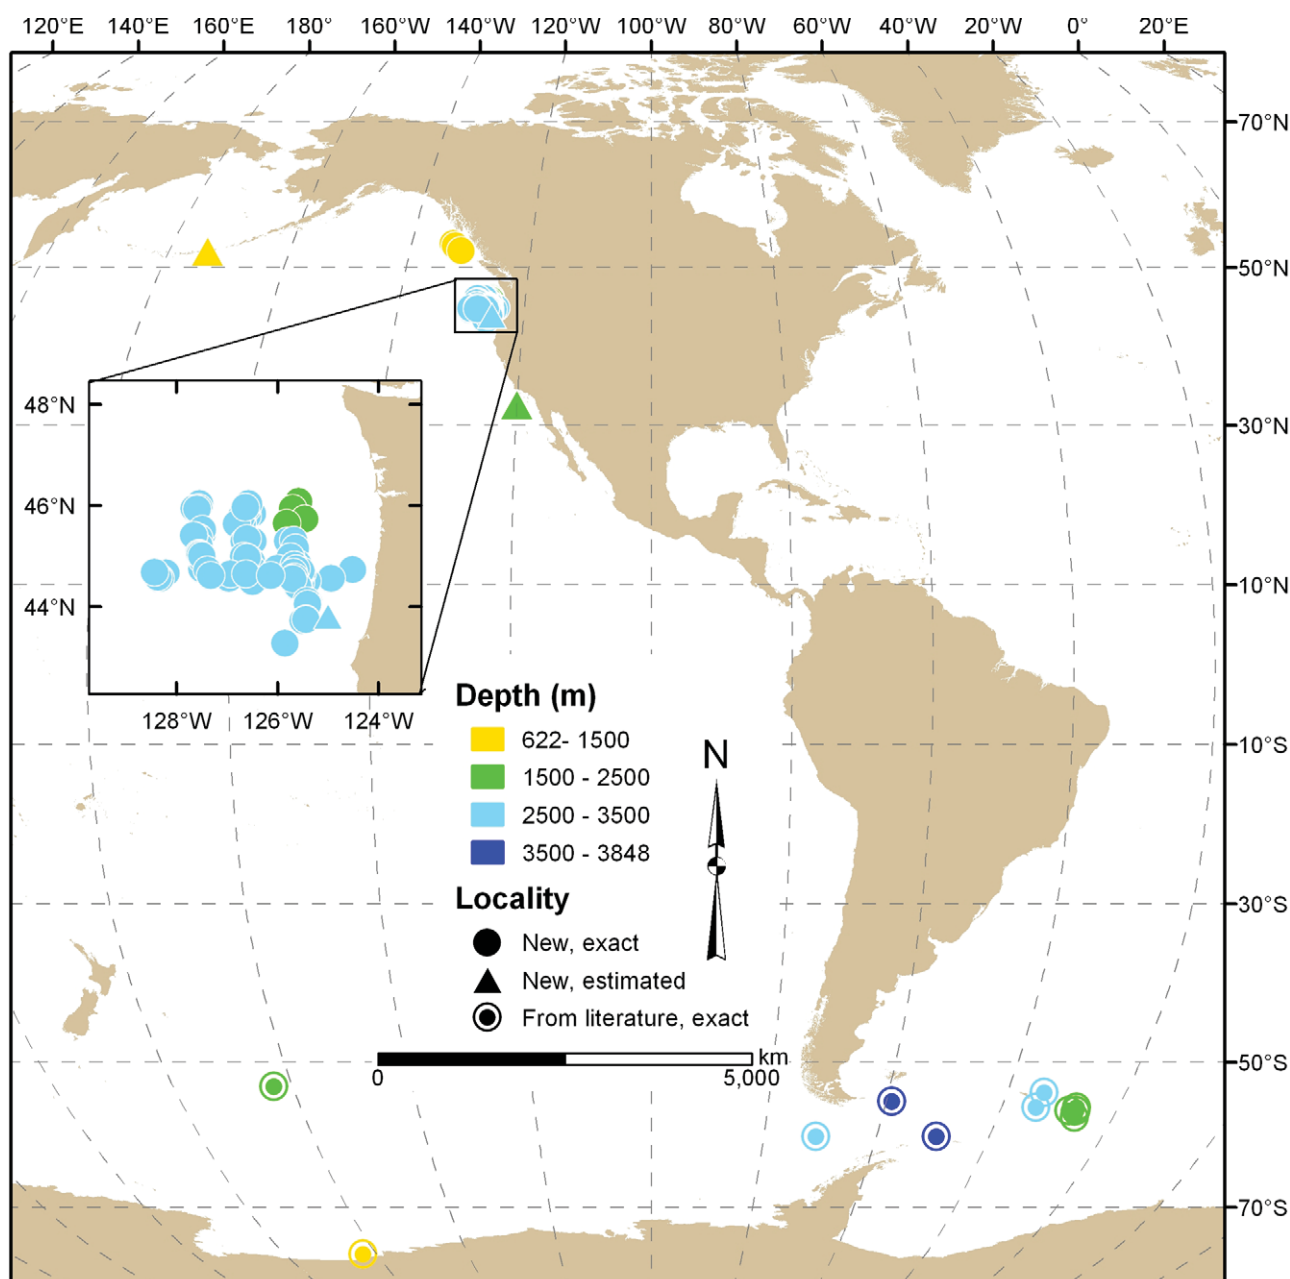 120°E 140°E 160°E 180° 160°W 140°W 120°W 100°W 80°W 60°W 40°W 20°W 0° 20°E
70°N
50°N
30°N
10°N
10°S
30°S
50°S
70°S
48°N
46°N
44°N
128°W 126°W 124°W
Depth (m)
622- 1500
1500 - 2500
2500 - 3500
3500 - 3848
N
Locality
New, exact
New, estimated
From literature, exact
km
0 5,000